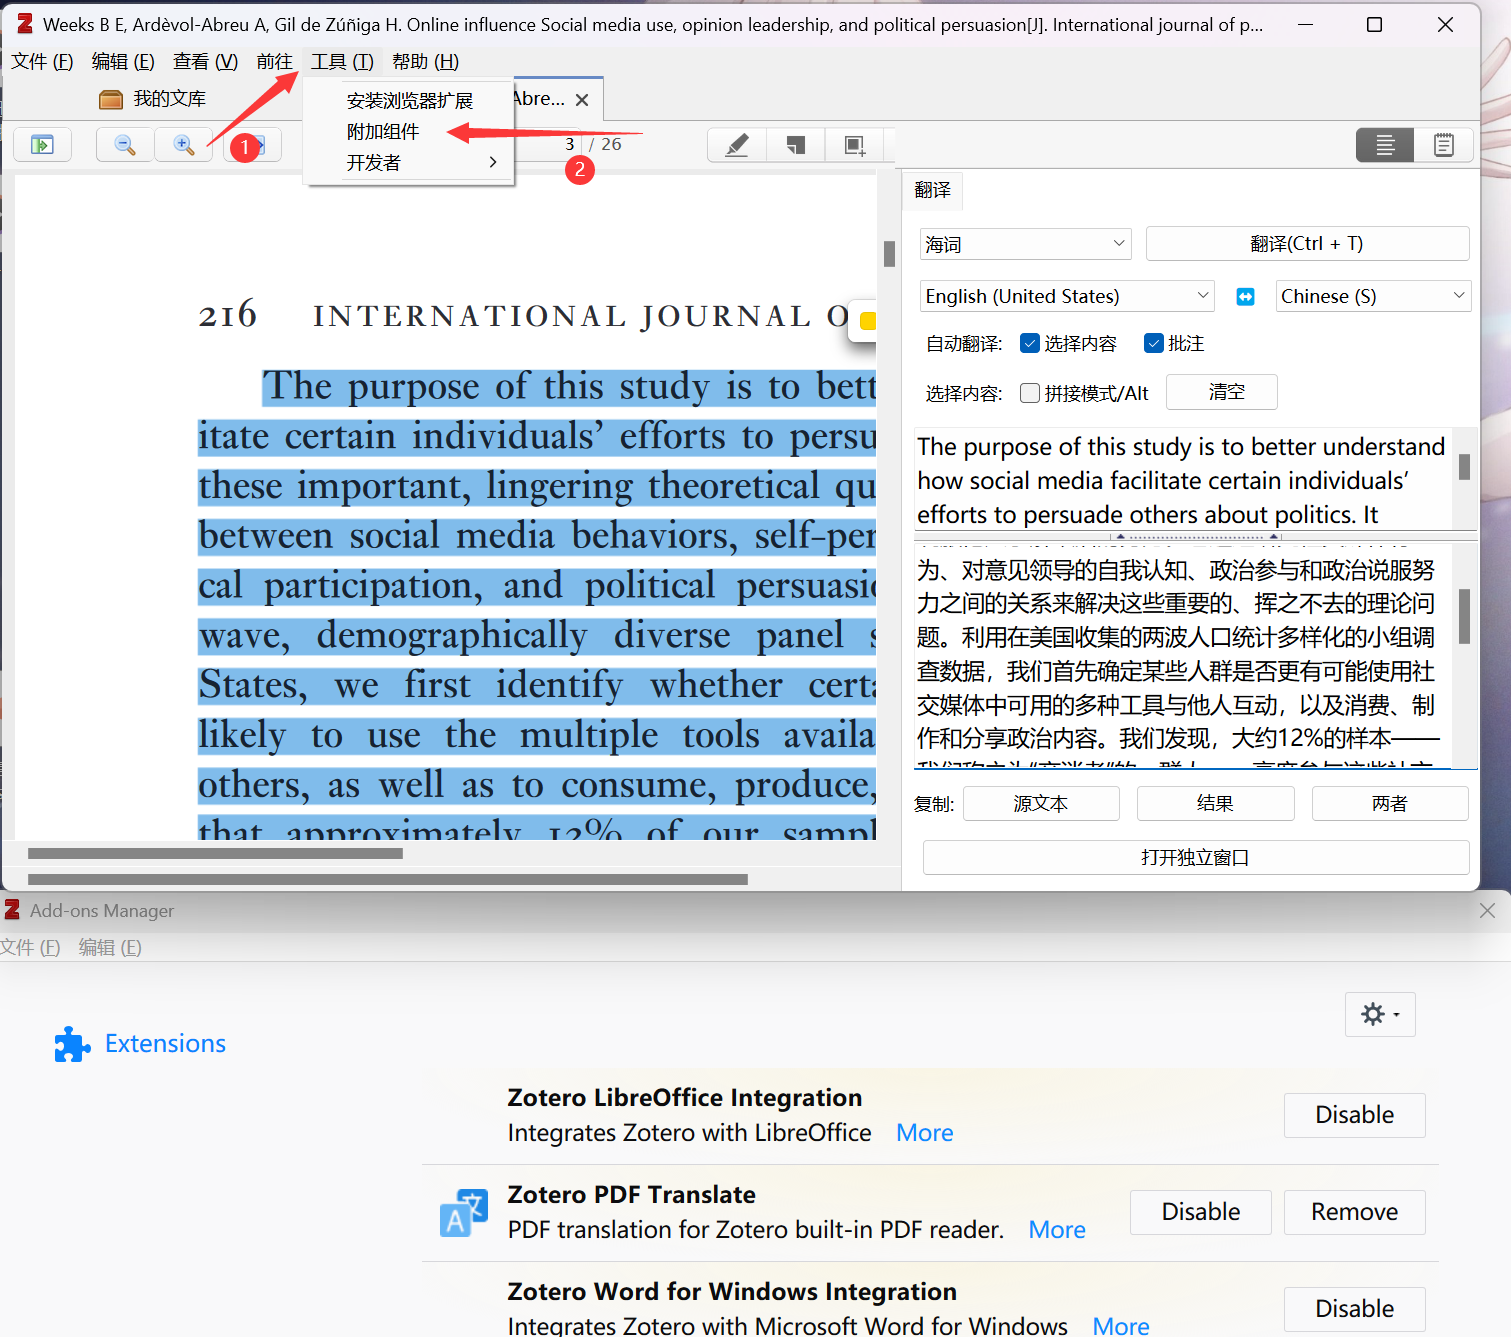 Weeks B E, Ardèvol-Abreu A, Gil de Zúñiga H. Online influence Social media use, opinion leadership, and political persuasion[J]. International journal of p...
文件 (F) 编辑 (E) 查看 (V) 前往 工具 (T) 帮助 (H)
我的文库
Abre...
安装浏览器扩展
附加组件
开发者
1
2
3 / 26
216 INTERNATIONAL JOURNAL O
The purpose of this study is to bett
itate certain individuals’ efforts to persu
these important, lingering theoretical qu
between social media behaviors, self-per
cal participation, and political persuasio
wave, demographically diverse panel s
States, we first identify whether certa
likely to use the multiple tools availa
others, as well as to consume, produce,
that approximately 12% of our sampl
翻译
海词 翻译(Ctrl + T)
English (United States) Chinese (S)
自动翻译: 选择内容 批注
选择内容: 拼接模式/Alt 清空
The purpose of this study is to better understand
how social media facilitate certain individuals’
efforts to persuade others about politics. It
为、对意见领导的自我认知、政治参与和政治说服努
力之间的关系来解决这些重要的、挥之不去的理论问
题。利用在美国收集的两波人口统计多样化的小组调
查数据，我们首先确定某些人群是否更有可能使用社
交媒体中可用的多种工具与他人互动，以及消费、制
作和分享政治内容。我们发现，大约12%的样本——
复制: 源文本 结果 两者
打开独立窗口
Add-ons Manager
文件 (F) 编辑 (E)
Extensions
Zotero LibreOffice Integration
Integrates Zotero with LibreOffice More
Disable
Zotero PDF Translate
PDF translation for Zotero built-in PDF reader. More
Disable Remove
Zotero Word for Windows Integration
Integrates Zotero with Microsoft Word for Windows More
Disable